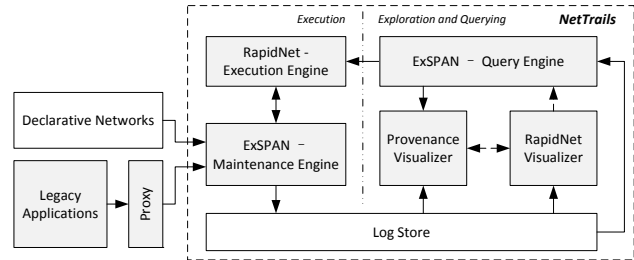 Execution
Exploration and Querying
NetTrails
RapidNet -
Execution Engine
ExSPAN – Query Engine
Declarative Networks
ExSPAN –
Maintenance Engine
Provenance
Visualizer
RapidNet
Visualizer
Legacy
Applications
Proxy
Log Store